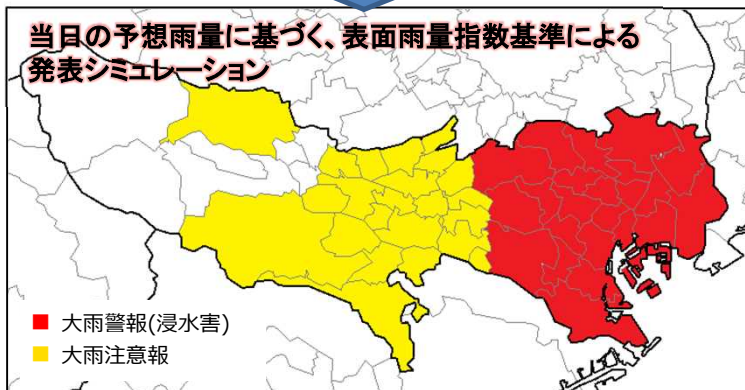 当日の予想雨量に基づく、表面雨量指数基準による
発表シミュレーション
大雨警報(浸水害)
大雨注意報